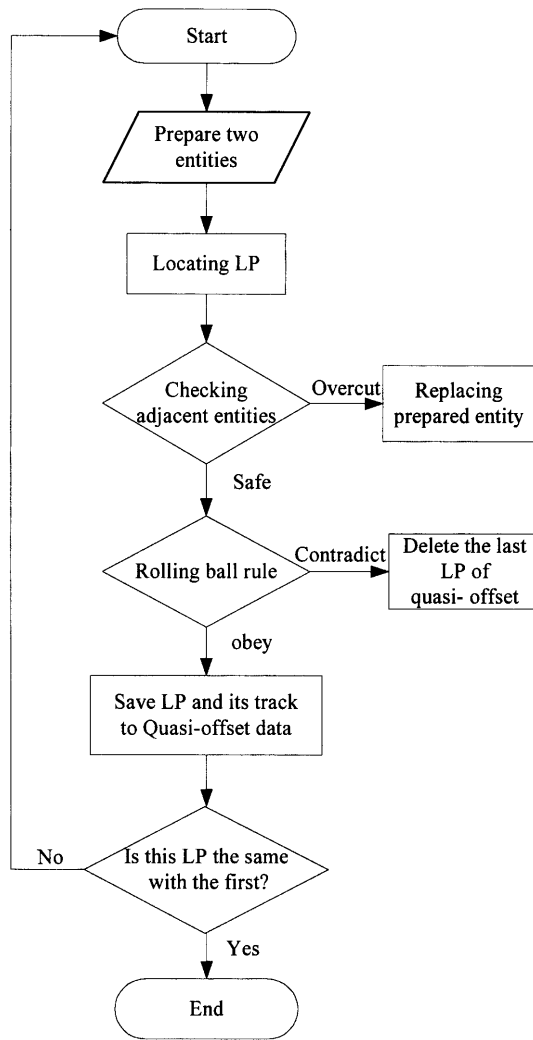 Start
Prepare two
entities
Locating LP
Checking
adjacent entities
Overcut
Replacing
prepared entity
Safe
Rolling ball rule
Contradict
Delete the last
LP of
quasi- offset
obey
Save LP and its track
to Quasi-offset data
Is this LP the same
with the first?
No
Yes
End